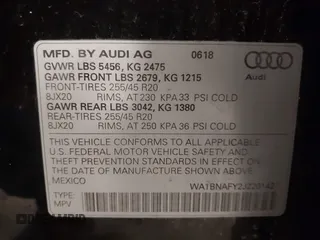 MFD. BY AUDI AG 0618
GVWR LBS 5456, KG 2475
GAWR FRONT LBS 2679, KG 1215
FRONT-TIRES 255/45 R20
8JX20 RIMS, AT 230 KPA 33 PSI COLD
GAWR REAR LBS 3042, KG 1380
REAR-TIRES 255/45 R20
8JX20 RIMS, AT 250 KPA 36 PSI COLD
Audi
THIS VEHICLE CONFORMS TO ALL APPLICABLE
U.S. FEDERAL MOTOR VEHICLE SAFETY
AND THEFT PREVENTION STANDARDS IN EFFECT ON
THE DATE OF MANUFACTURE SHOWN ABOVE
MEXICO
TYPE:
MPV